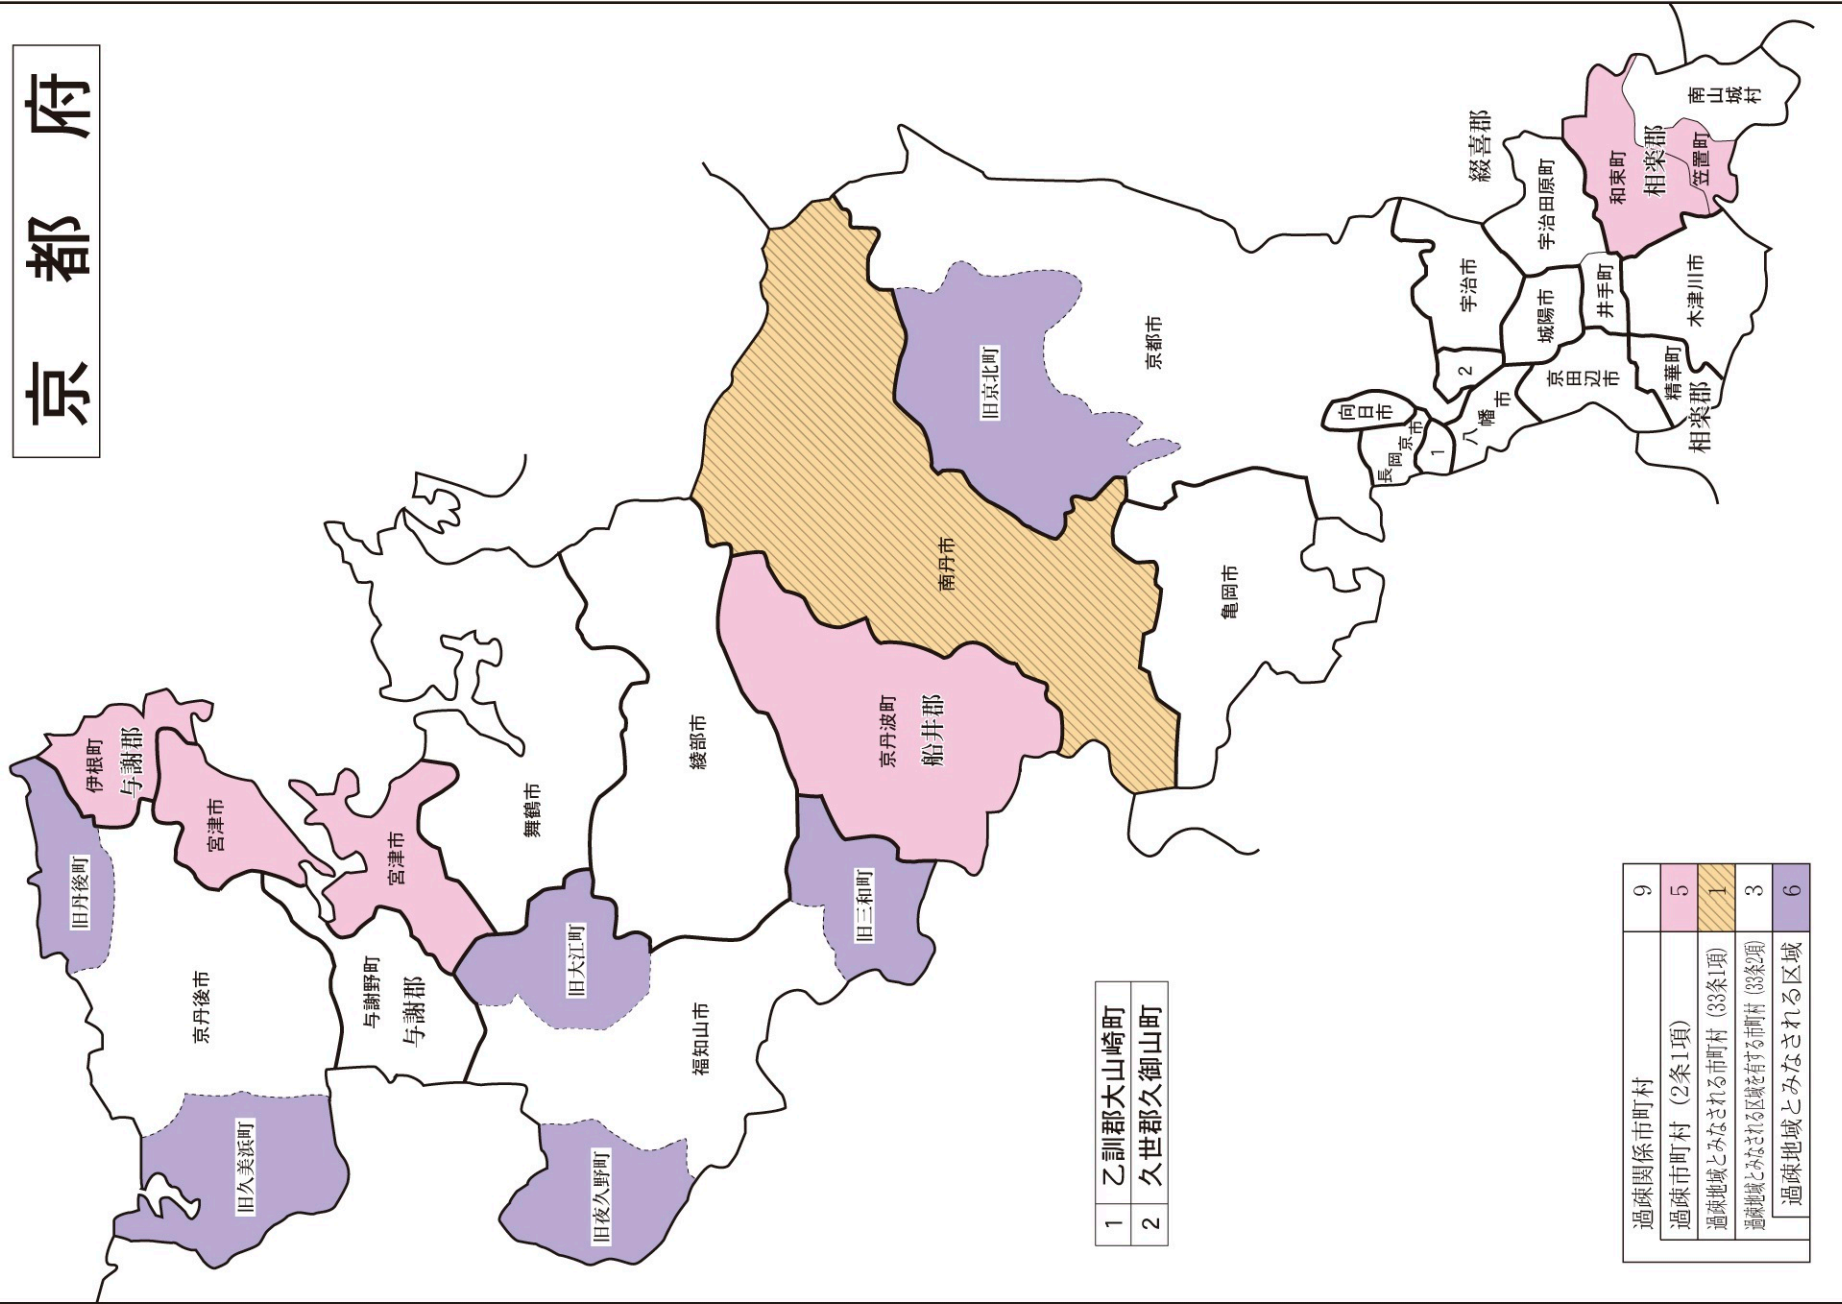 京都府
伊根町
与謝郡
宮津市
宮津市
旧丹後町
京丹後市
旧久美浜町
与謝野町
与謝郡
舞鶴市
旧大江町
福知山市
旧夜久野町
旧三和町
綾部市
京丹波町
船井郡
南丹市
旧京北町
京都市
亀岡市
向日市
長岡京市
1
2
八幡市
宇治市
城陽市
京田辺市
綴喜郡
宇治田原町
井手町
和束町
相楽郡
笠置町
南山城村
木津川市
精華町
相楽郡
1 乙訓郡大山崎町
2 久世郡久御山町
過疎関係市町村 9
過疎市町村（2条1項） 5
過疎地域とみなされる市町村（33条1項） 1
過疎地域とみなされる区域を有する市町村（33条2項） 3
過疎地域とみなされる区域 6